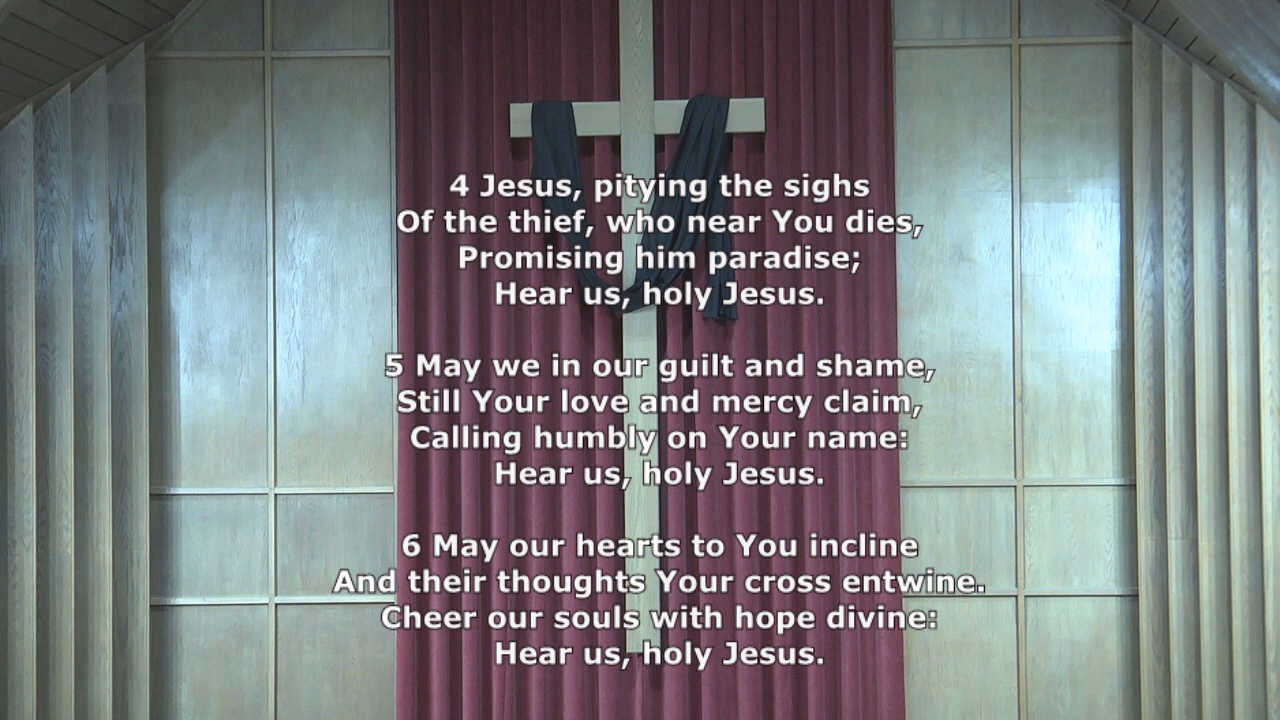 4 Jesus, pitying the sighs
Of the thief, who near You dies,
Promising him paradise;
Hear us, holy Jesus.
5 May we in our guilt and shame,
Still Your love and mercy claim,
Calling humbly on Your name:
Hear us, holy Jesus.
6 May our hearts to You incline
And their thoughts Your cross entwine.
Cheer our souls with hope divine:
Hear us, holy Jesus.